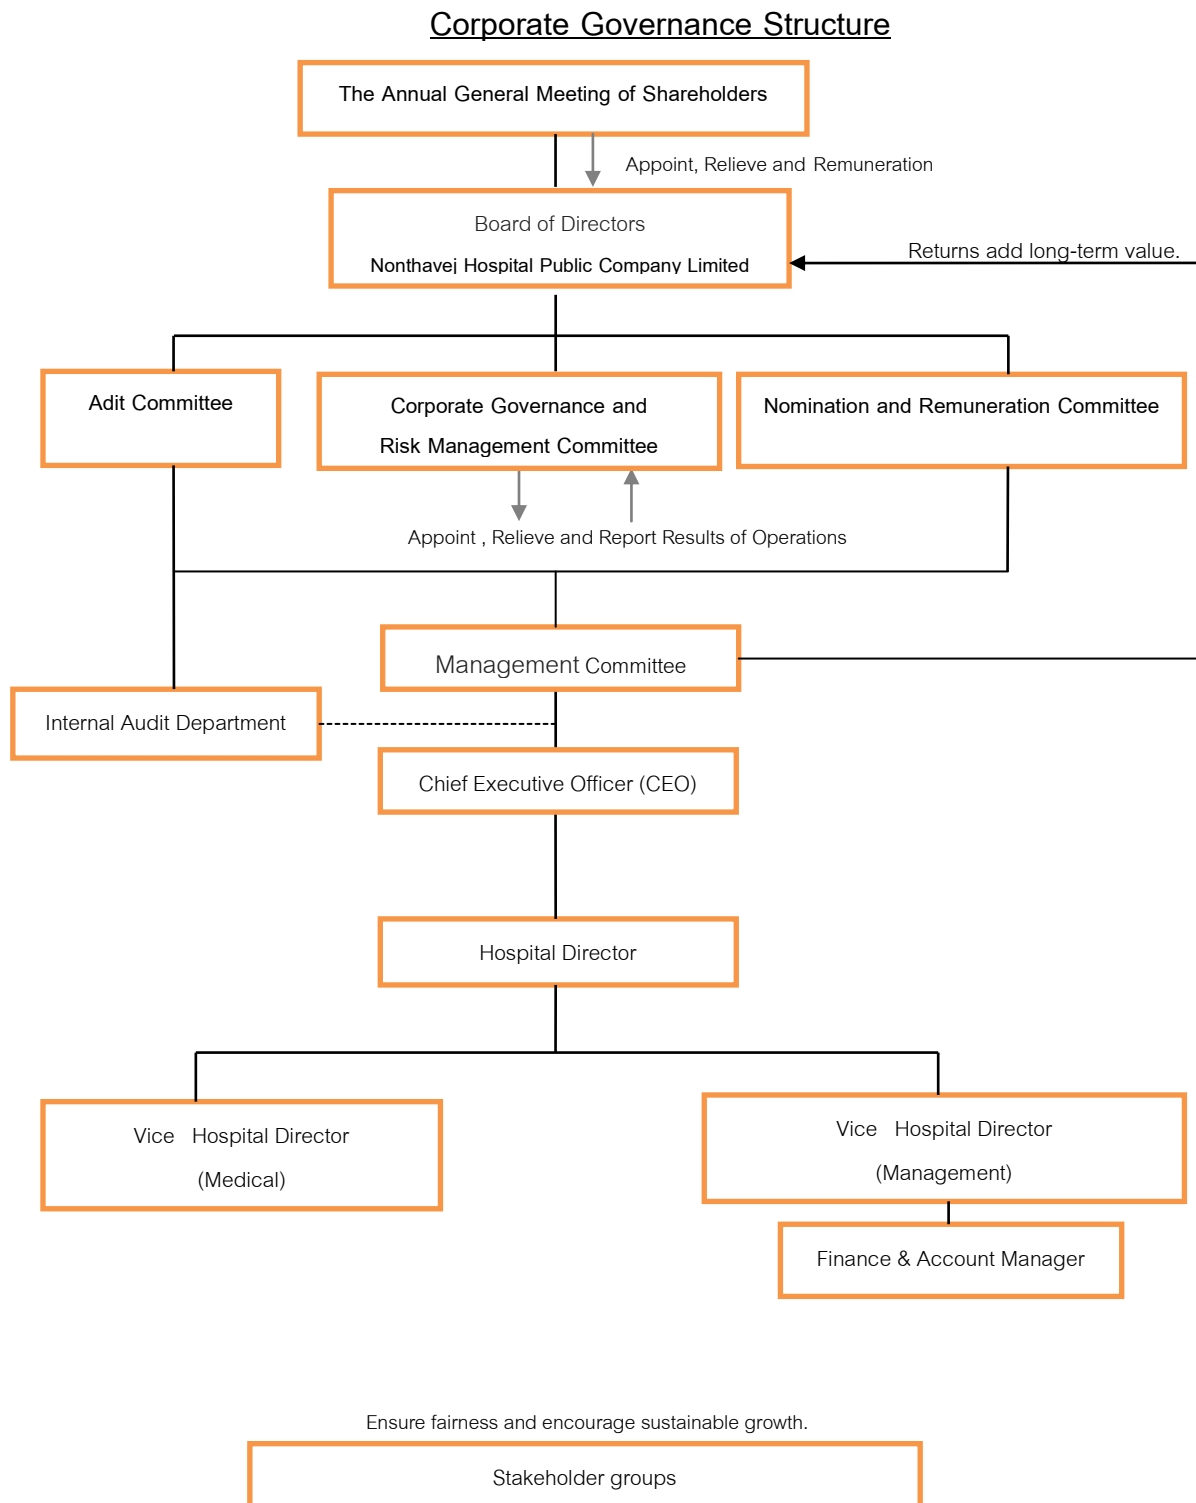 Corporate Governance Structure
The Annual General Meeting of Shareholders
Appoint, Relieve and Remuneration
Board of Directors
Nonthavej Hospital Public Company Limited
Returns add long-term value.
Adit Committee
Corporate Governance and
Risk Management Committee
Nomination and Remuneration Committee
Appoint , Relieve and Report Results of Operations
Management Committee
Internal Audit Department
Chief Executive Officer (CEO)
Hospital Director
Vice Hospital Director
(Medical)
Vice Hospital Director
(Management)
Finance & Account Manager
Ensure fairness and encourage sustainable growth.
Stakeholder groups